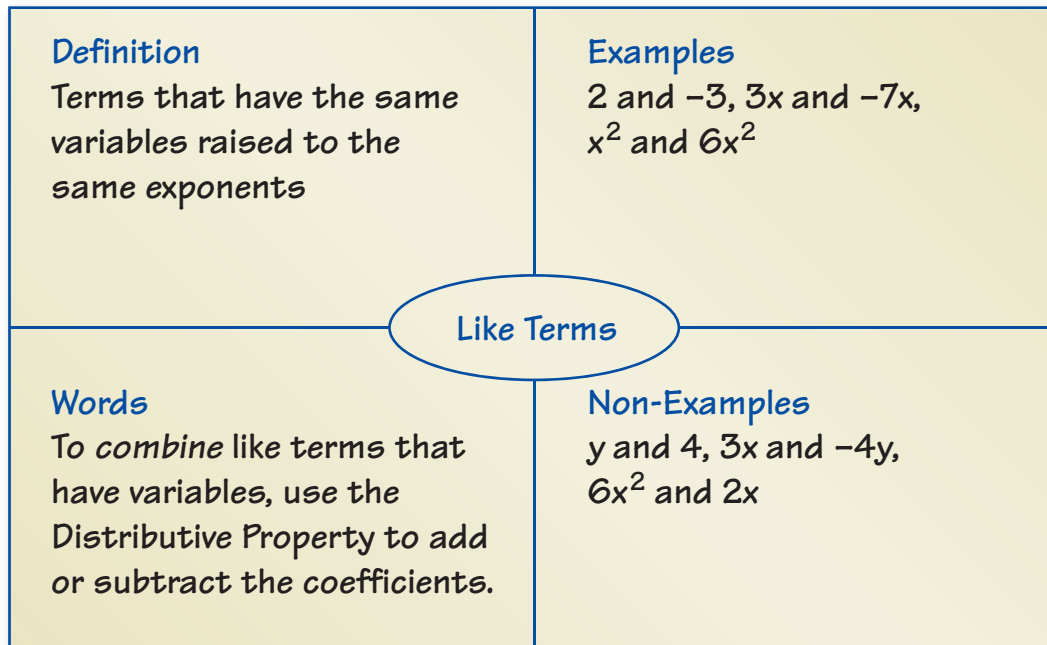 Definition
Terms that have the same
variables raised to the
same exponents
Examples
2 and −3, 3x and −7x,
x² and 6x²
Like Terms
Words
To combine like terms that
have variables, use the
Distributive Property to add
or subtract the coefficients.
Non-Examples
y and 4, 3x and −4y,
6x² and 2x